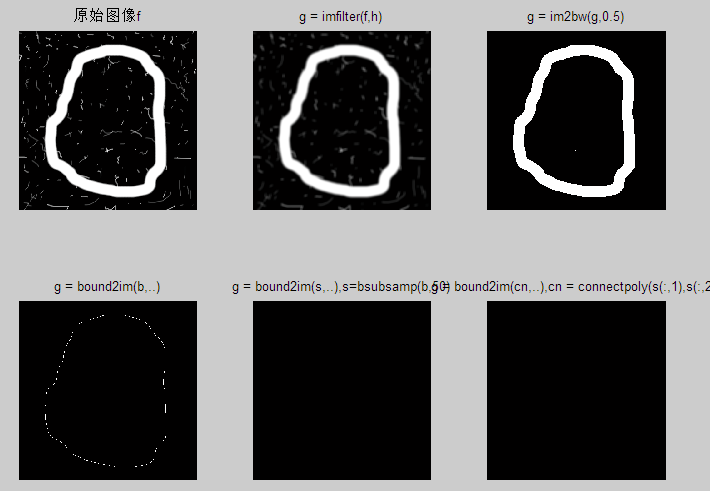 原始图像f
g = imfilter(f,h)
g = im2bw(g,0.5)
g = bound2im(b,..)
g = bound2im(s,..),s=bsubsamp(b,50)
g = bound2im(cn,..),cn = connectpoly(s(:,1),s(:,2